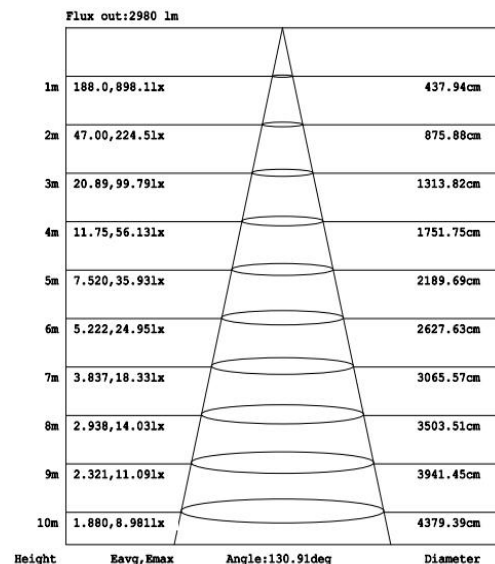 Flux out:2980 lm
1m 188.0,898.1lx 437.94cm
2m 47.00,224.5lx 875.88cm
3m 20.89,99.79lx 1313.82cm
4m 11.75,56.13lx 1751.75cm
5m 7.520,35.93lx 2189.69cm
6m 5.222,24.95lx 2627.63cm
7m 3.837,18.33lx 3065.57cm
8m 2.938,14.03lx 3503.51cm
9m 2.321,11.09lx 3941.45cm
10m 1.880,8.981lx 4379.39cm
Height Eavg,Emax Angle:130.91deg Diameter